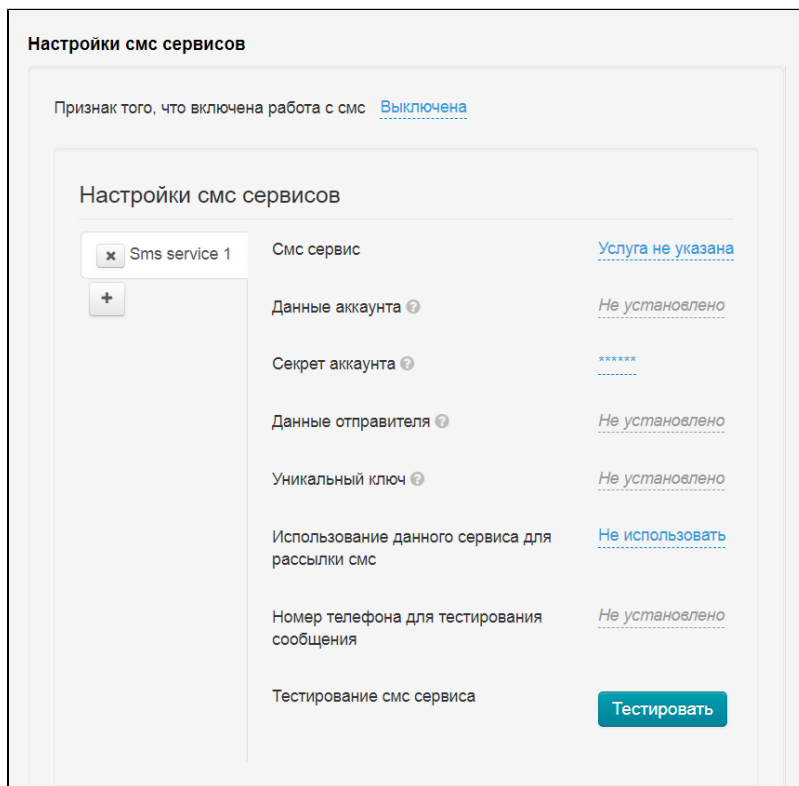 Настройки смс сервисов
Признак того, что включена работа с смс Выключена
Настройки смс сервисов
Sms service 1
Смс сервис Услуга не указана
Данные аккаунта Не установлено
Секрет аккаунта ******
Данные отправителя Не установлено
Уникальный ключ Не установлено
Использование данного сервиса для Не использовать
рассылки смс
Номер телефона для тестирования Не установлено
сообщения
Тестирование смс сервиса Тестировать